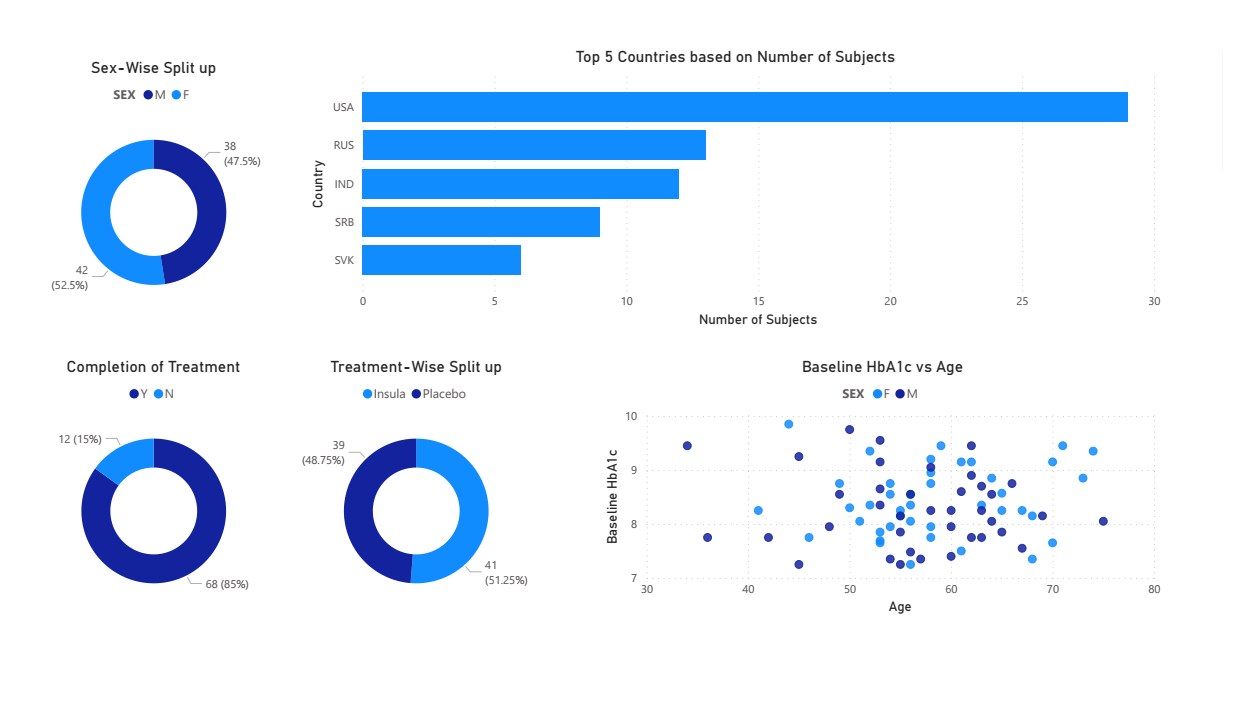 Sex-Wise Split up
SEX M F
38
(47.5%)
42
(52.5%)
Top 5 Countries based on Number of Subjects
Country
USA
RUS
IND
SRB
SVK
0 5 10 15 20 25 30
Number of Subjects
Completion of Treatment
Y N
12 (15%)
68 (85%)
Treatment-Wise Split up
Insula Placebo
39
(48.75%)
41
(51.25%)
Baseline HbA1c vs Age
SEX F M
Baseline HbA1c
10
9
8
7
30 40 50 60 70 80
Age